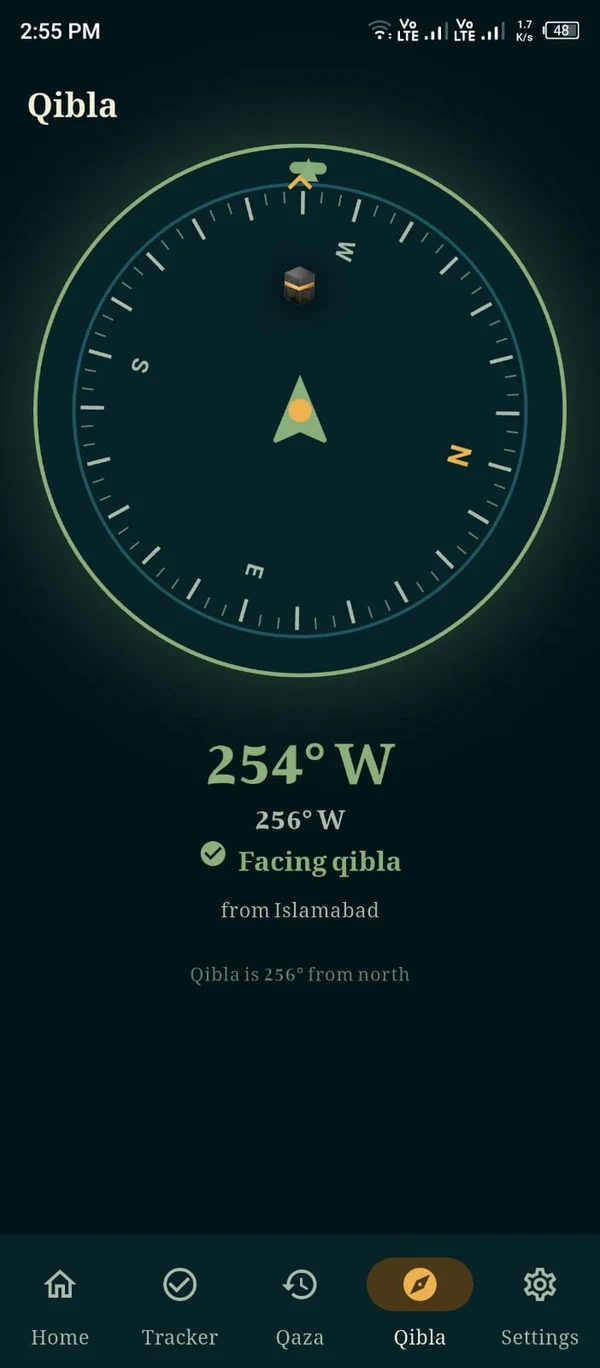 2:55 PM
Vo LTE
Vo LTE
1.7 K/s
48
Qibla
W
S
N
E
254° W
256° W
Facing qibla
from Islamabad
Qibla is 256° from north
Home
Tracker
Qaza
Qibla
Settings